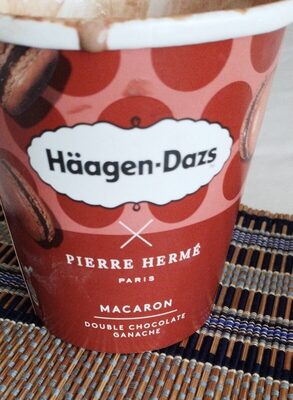 Häagen-Dazs
PIERRE HERMÉ
PARIS
MACARON
DOUBLE CHOCOLATE
GANACHE